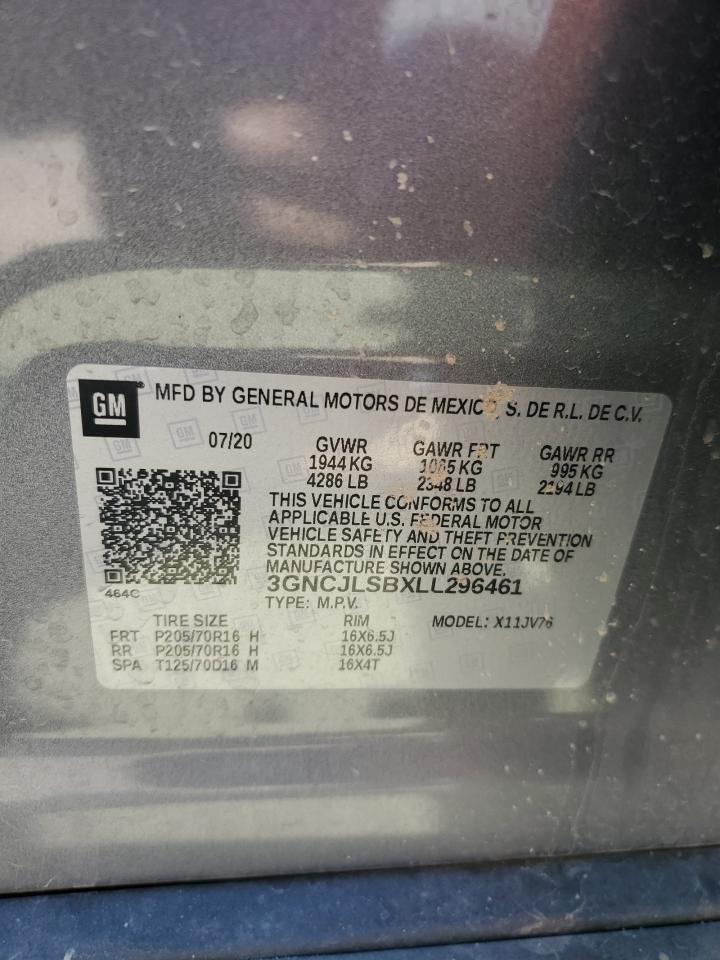 GM
MFD BY GENERAL MOTORS DE MEXICO, S. DE R.L. DE C.V.
07/20 GVWR GAWR FRT GAWR RR
1944 KG 1065 KG 995 KG
4286 LB 2348 LB 2194 LB
THIS VEHICLE CONFORMS TO ALL
APPLICABLE U.S. FEDERAL MOTOR
VEHICLE SAFETY AND THEFT PREVENTION
STANDARDS IN EFFECT ON THE DATE OF
MANUFACTURE SHOWN ABOVE.
464C 3GNCJLSBXLL296461
TYPE: M.P.V.
TIRE SIZE RIM MODEL: X11JV76
FRT P205/70R16 H 16X6.5J
RR P205/70R16 H 16X6.5J
SPA T125/70D16 M 16X4T